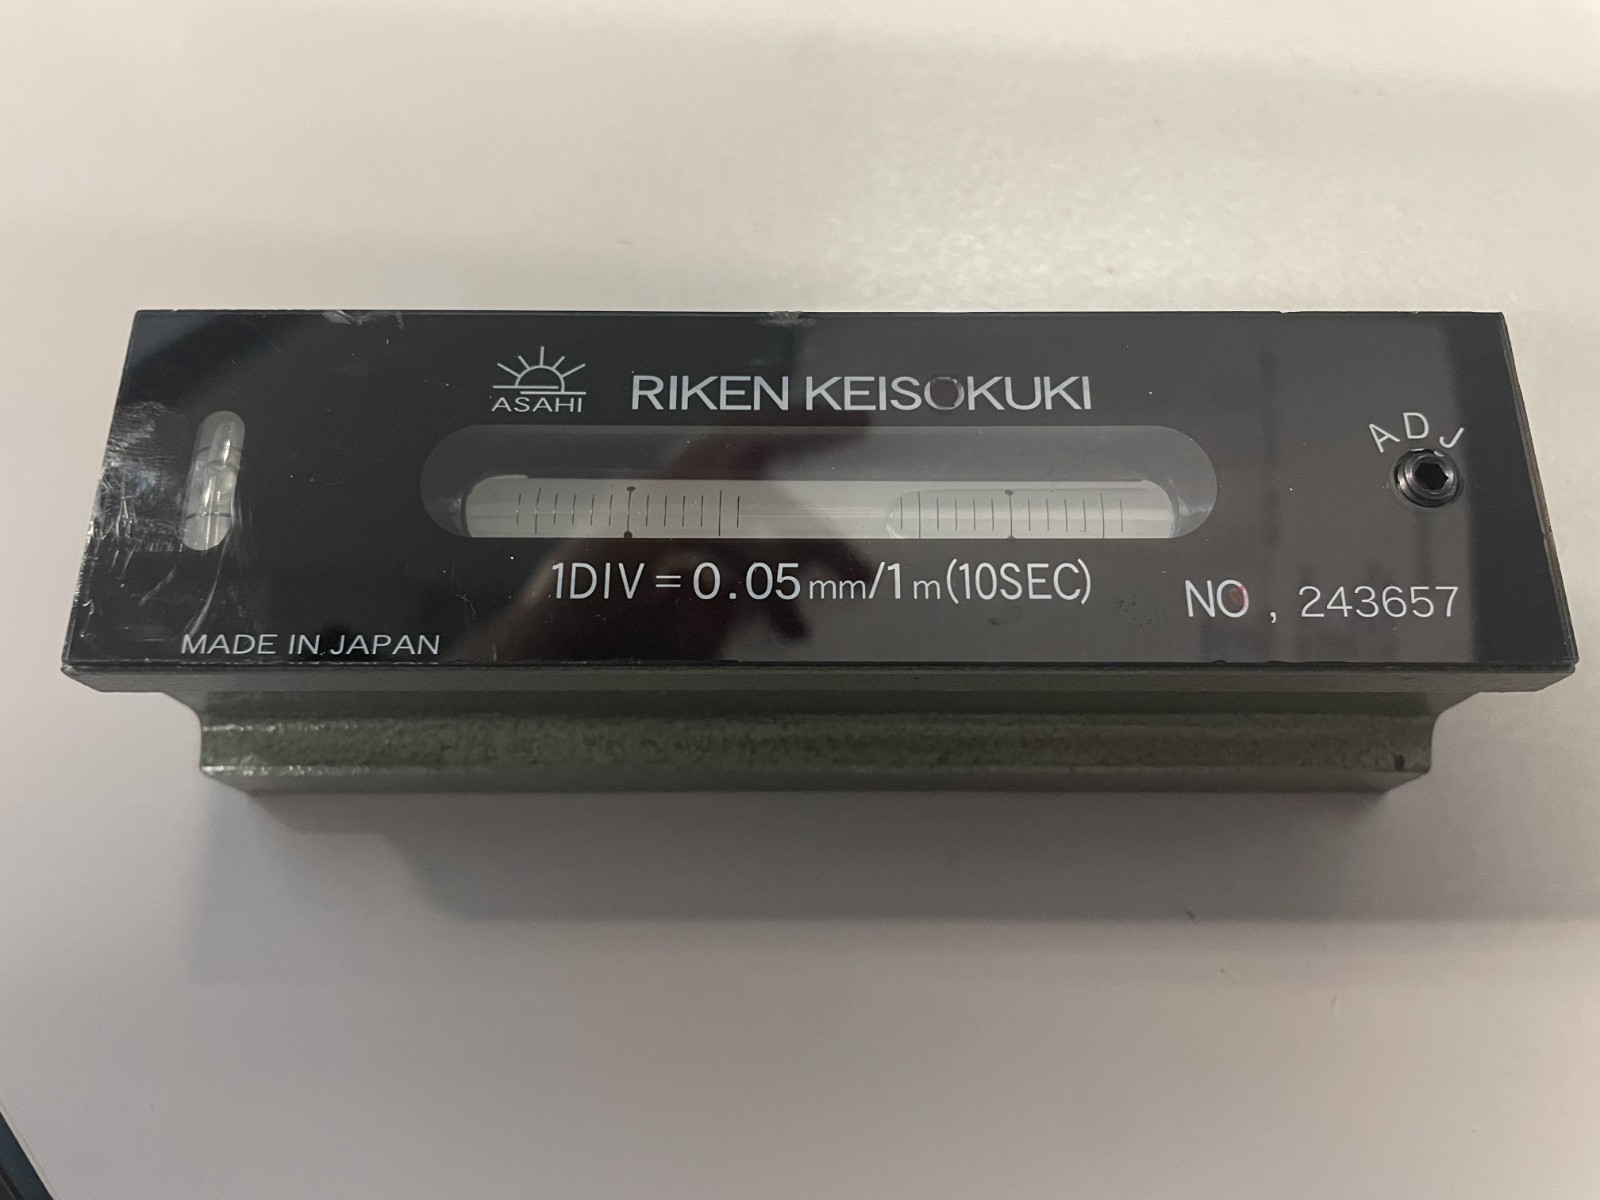 ASAHI
RIKEN KEISOKUKI
ADJ
1DIV=0.05mm/1m(10SEC)
NO, 243657
MADE IN JAPAN